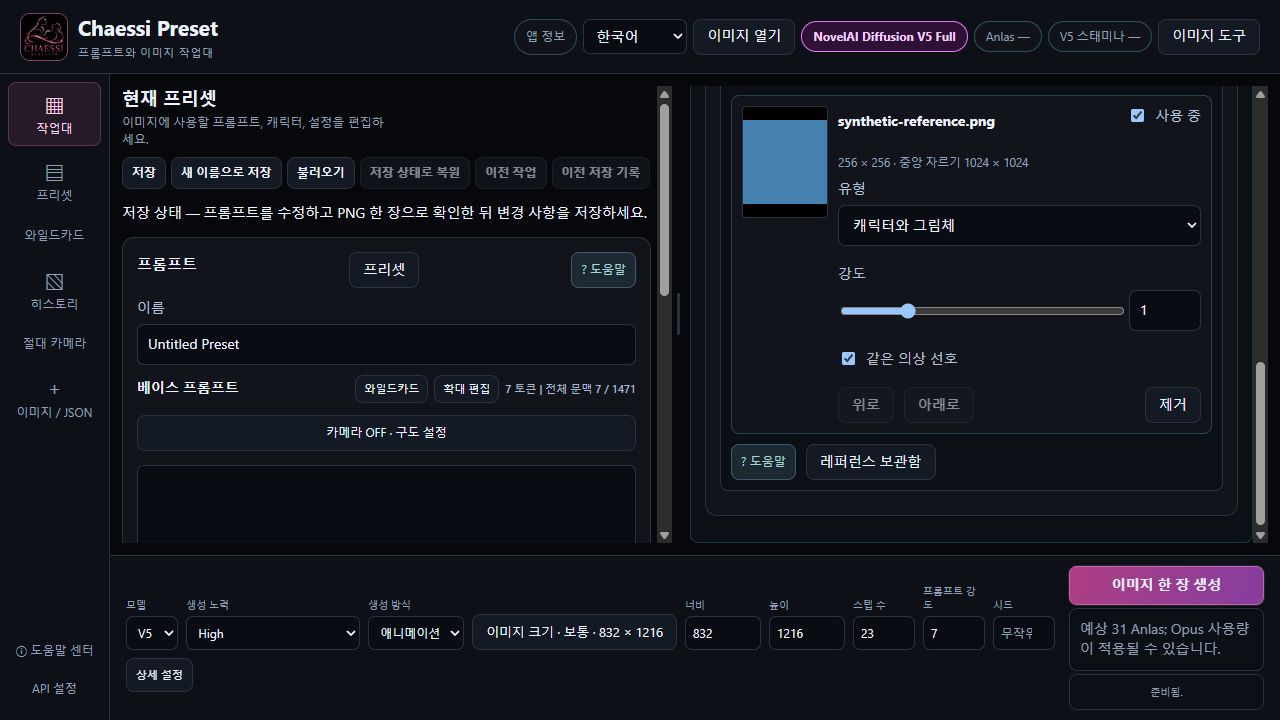 CHAESSI
Chaessi Preset
프롬프트와 이미지 작업대
앱 정보
한국어
이미지 열기
NovelAI Diffusion V5 Full
Anlas —
V5 스태미나 —
이미지 도구
작업대
프리셋
와일드카드
히스토리
절대 카메라
+
이미지 / JSON
ⓘ 도움말 센터
API 설정
현재 프리셋
이미지에 사용할 프롬프트, 캐릭터, 설정을 편집하
세요.
저장
새 이름으로 저장
불러오기
저장 상태로 복원
이전 작업
이전 저장 기록
저장 상태 — 프롬프트를 수정하고 PNG 한 장으로 확인한 뒤 변경 사항을 저장하세요.
프롬프트
프리셋
? 도움말
이름
Untitled Preset
베이스 프롬프트
와일드카드
확대 편집
7 토큰 | 전체 문맥 7 / 1471
카메라 OFF · 구도 설정
synthetic-reference.png
사용 중
256 × 256 · 중앙 자르기 1024 × 1024
유형
캐릭터와 그림체
강도
1
같은 의상 선호
위로
아래로
제거
? 도움말
레퍼런스 보관함
모델
V5
생성 노력
High
생성 방식
애니메이션
이미지 크기 · 보통 · 832 × 1216
너비
832
높이
1216
스텝 수
23
프롬프트 강
도
7
시드
무작우
상세 설정
이미지 한 장 생성
예상 31 Anlas; Opus 사용량
이 적용될 수 있습니다.
준비됨.